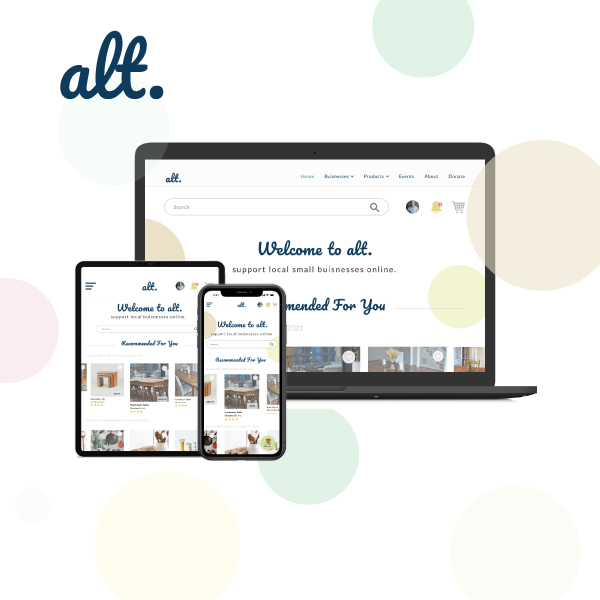 alt.
alt.
Home Buisnesses Products Events About Donate
Search
Welcome to alt.
support local small buisnesses online.
mended For You
2021
alt.
Welcome to alt.
support local buisnesses online.
Search
Recommended For You
alt.
Welcome to alt.
support local buisnesses online.
Search
Recommended For You